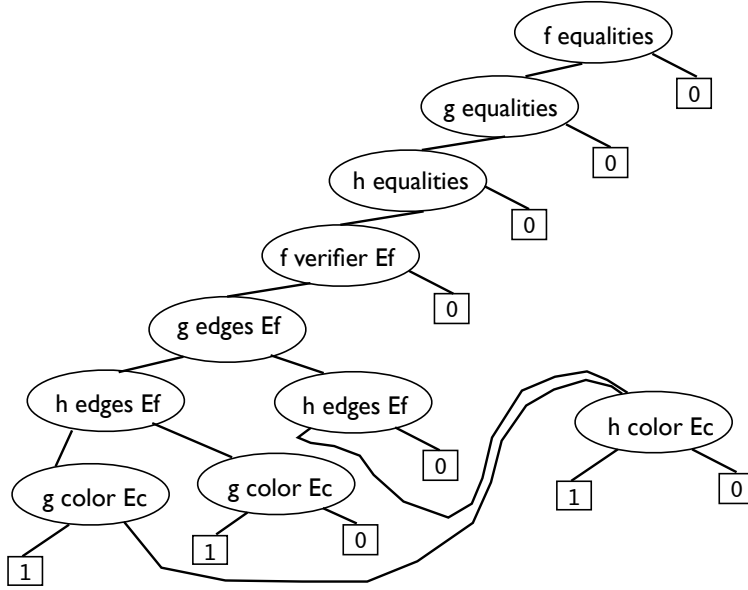 f equalities
0
g equalities
0
h equalities
0
f verifier Ef
0
g edges Ef
h edges Ef
h edges Ef
h color Ec
0
1
0
g color Ec
g color Ec
1
0
1